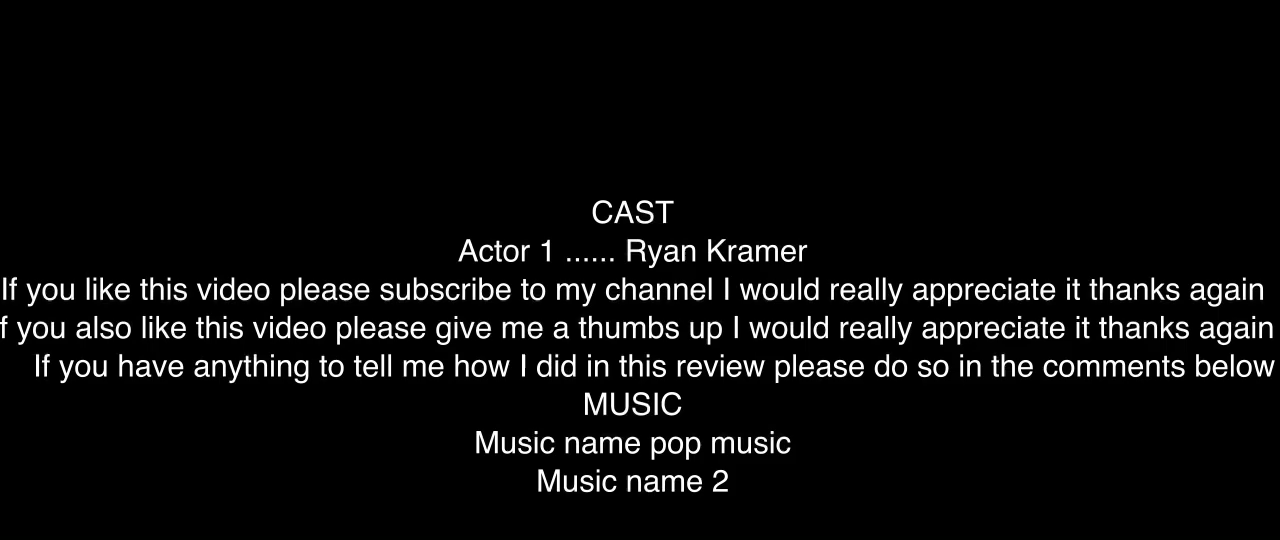 CAST
Actor 1 ...... Ryan Kramer
If you like this video please subscribe to my channel I would really appreciate it thanks again
f you also like this video please give me a thumbs up I would really appreciate it thanks again
If you have anything to tell me how I did in this review please do so in the comments below
MUSIC
Music name pop music
Music name 2